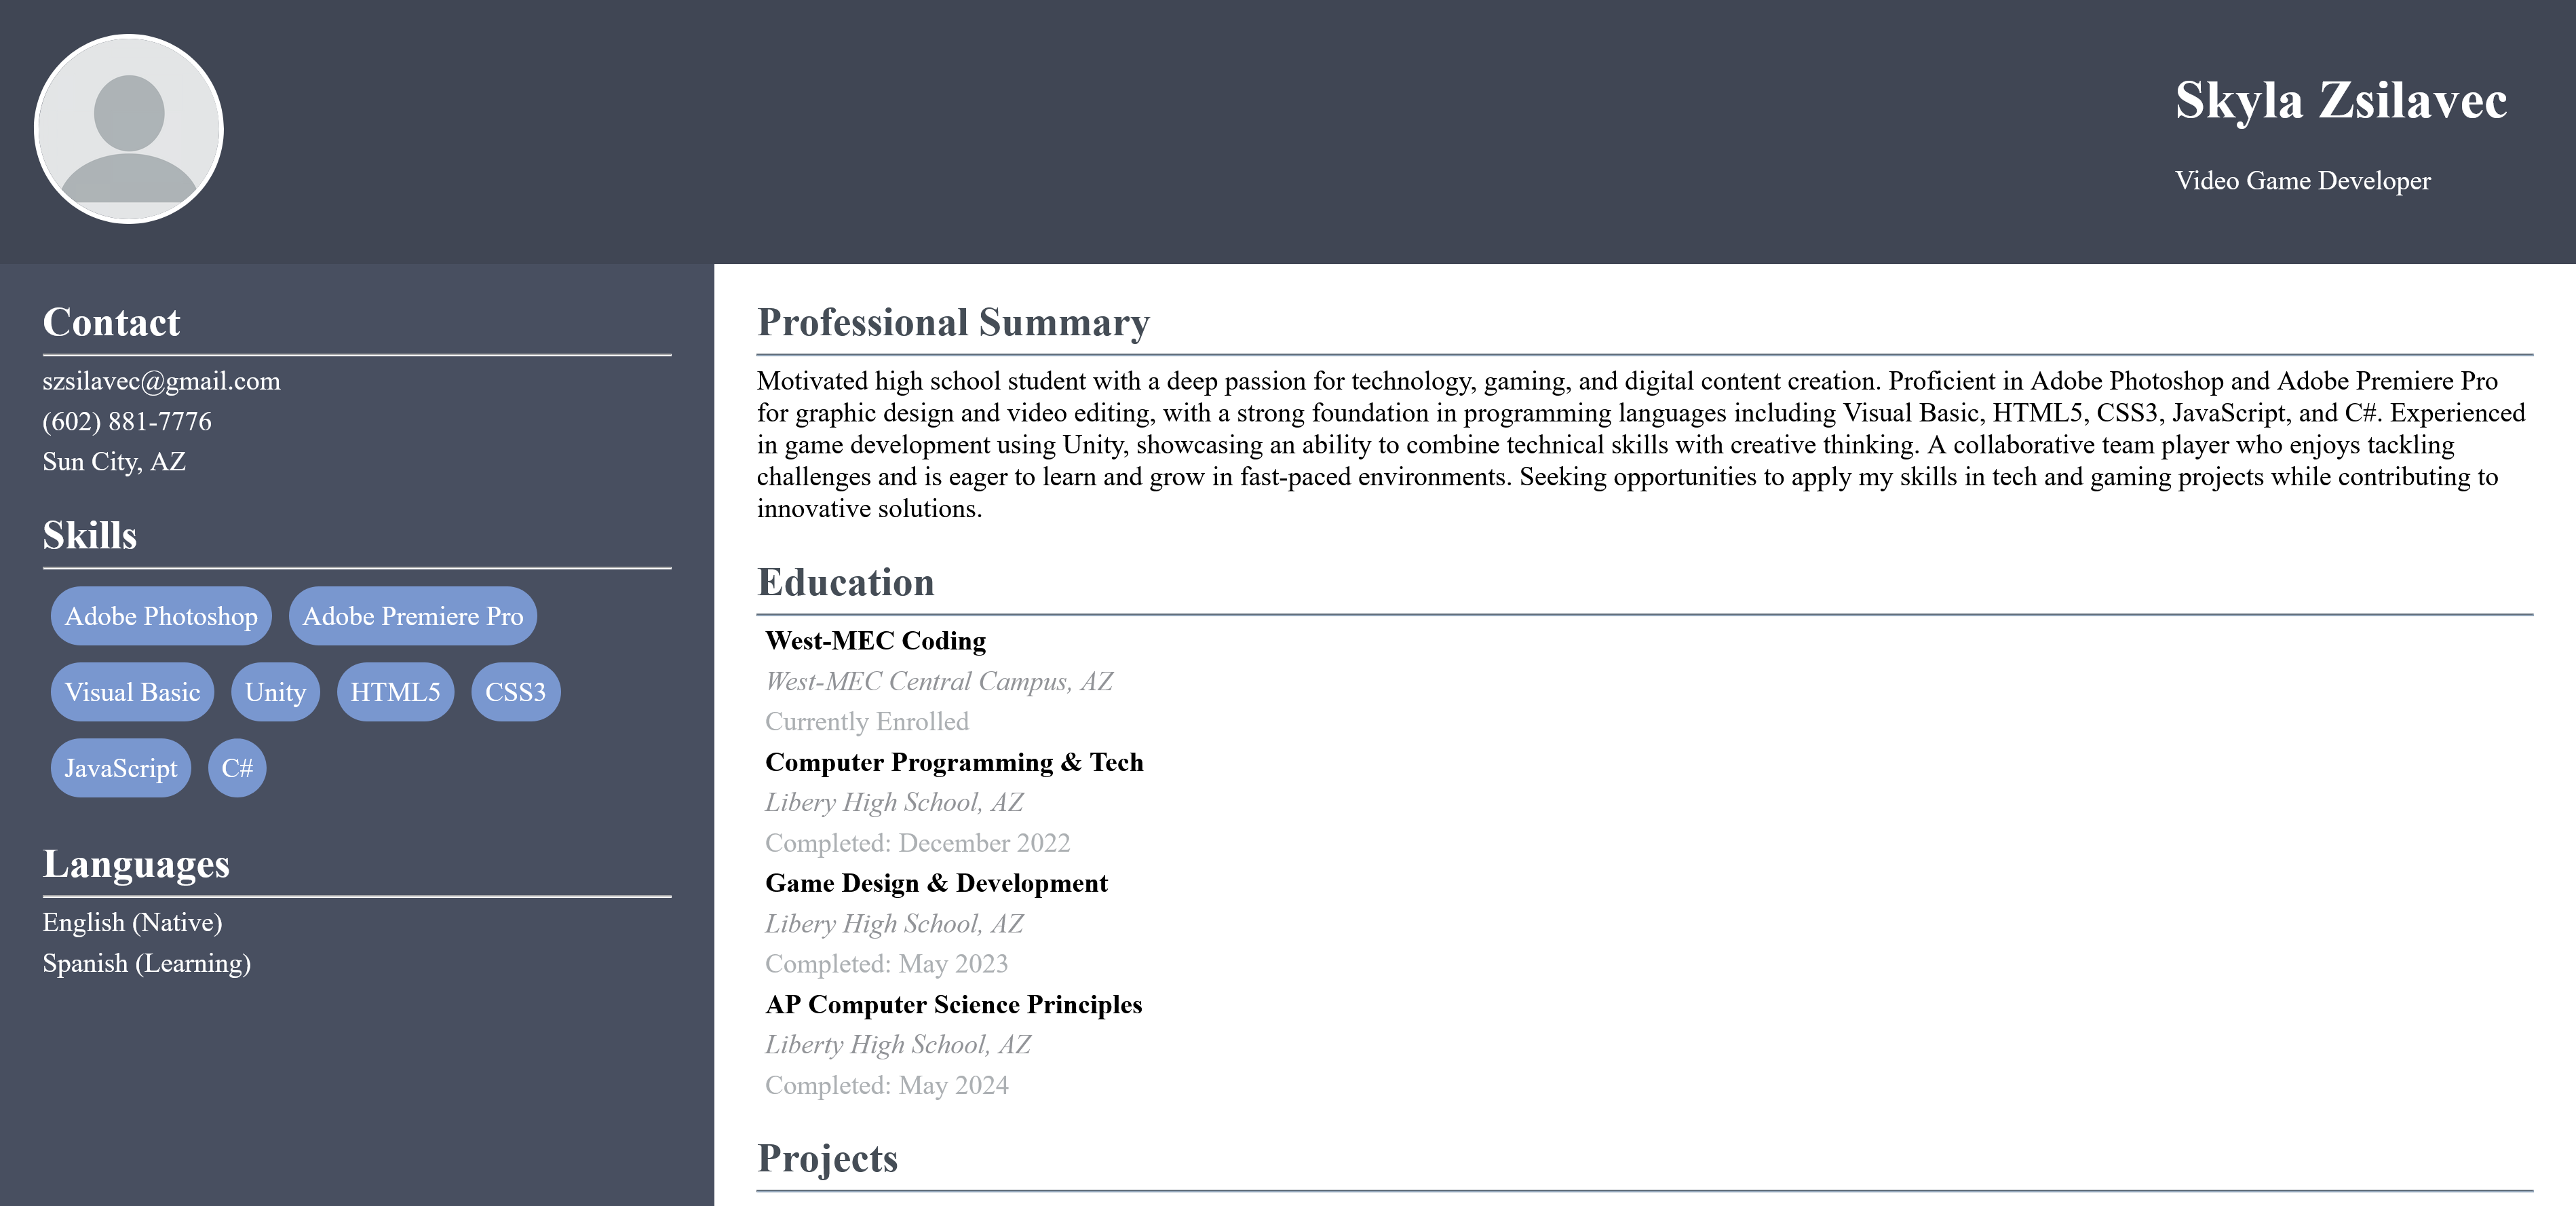 Skyla Zsilavec
Video Game Developer
Contact
szsilavec@gmail.com
(602) 881-7776
Sun City, AZ
Skills
Adobe Photoshop
Adobe Premiere Pro
Visual Basic
Unity
HTML5
CSS3
JavaScript
C#
Languages
English (Native)
Spanish (Learning)
Professional Summary
Motivated high school student with a deep passion for technology, gaming, and digital content creation. Proficient in Adobe Photoshop and Adobe Premiere Pro
for graphic design and video editing, with a strong foundation in programming languages including Visual Basic, HTML5, CSS3, JavaScript, and C#. Experienced
in game development using Unity, showcasing an ability to combine technical skills with creative thinking. A collaborative team player who enjoys tackling
challenges and is eager to learn and grow in fast-paced environments. Seeking opportunities to apply my skills in tech and gaming projects while contributing to
innovative solutions.
Education
West-MEC Coding
West-MEC Central Campus, AZ
Currently Enrolled
Computer Programming & Tech
Libery High School, AZ
Completed: December 2022
Game Design & Development
Libery High School, AZ
Completed: May 2023
AP Computer Science Principles
Liberty High School, AZ
Completed: May 2024
Projects